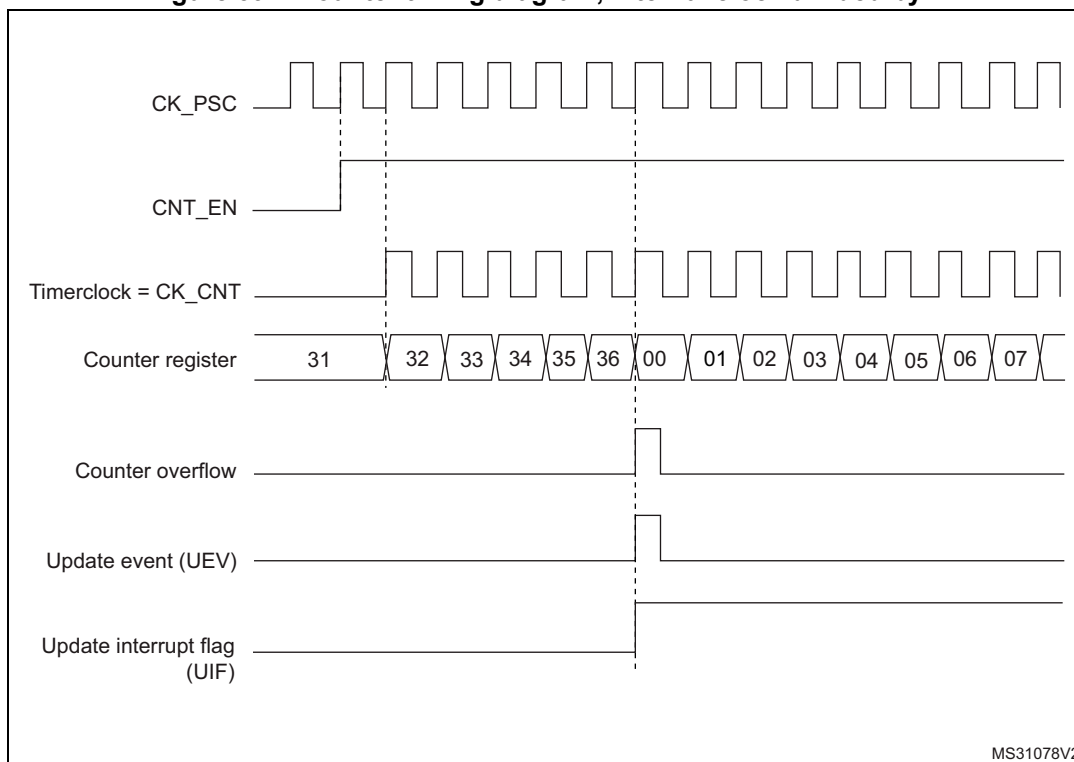 CK_PSC
CNT_EN
Timerclock = CK_CNT
Counter register 31 32 33 34 35 36 00 01 02 03 04 05 06 07
Counter overflow
Update event (UEV)
Update interrupt flag
(UIF)
MS31078V2